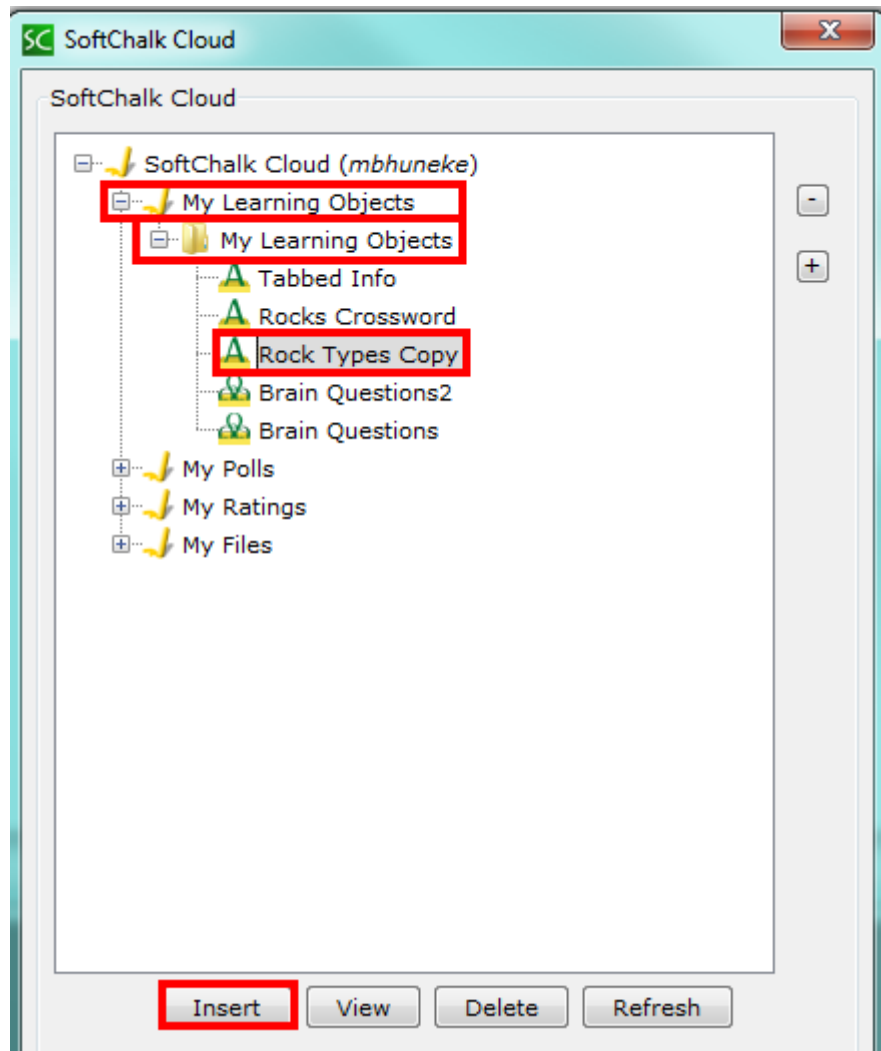 SC SoftChalk Cloud x
SoftChalk Cloud
SoftChalk Cloud (mbhuneke)
My Learning Objects
-
My Learning Objects
A Tabbed Info
+
A Rocks Crossword
A Rock Types Copy
Brain Questions2
Brain Questions
My Polls
My Ratings
My Files
Insert View Delete Refresh